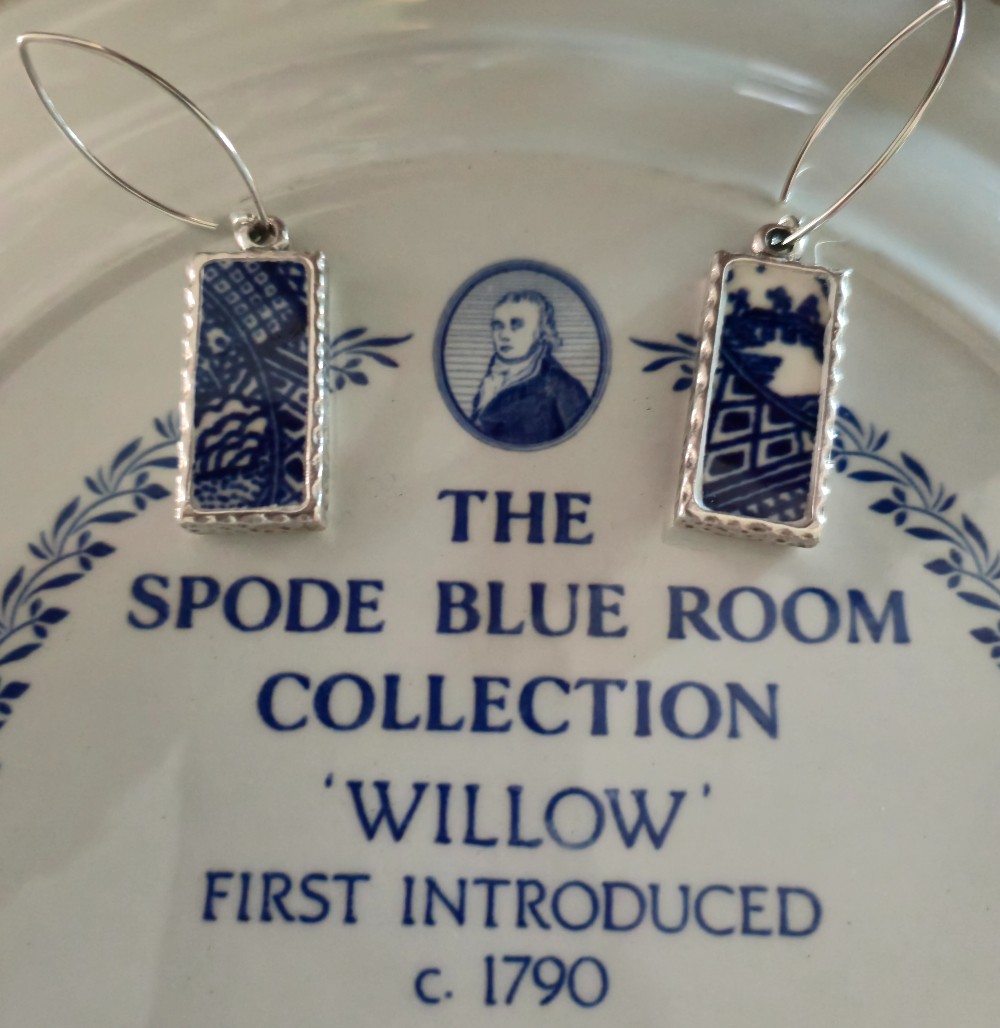 THE
SPODE BLUE ROOM
COLLECTION
'WILLOW'
FIRST INTRODUCED
c. 1790